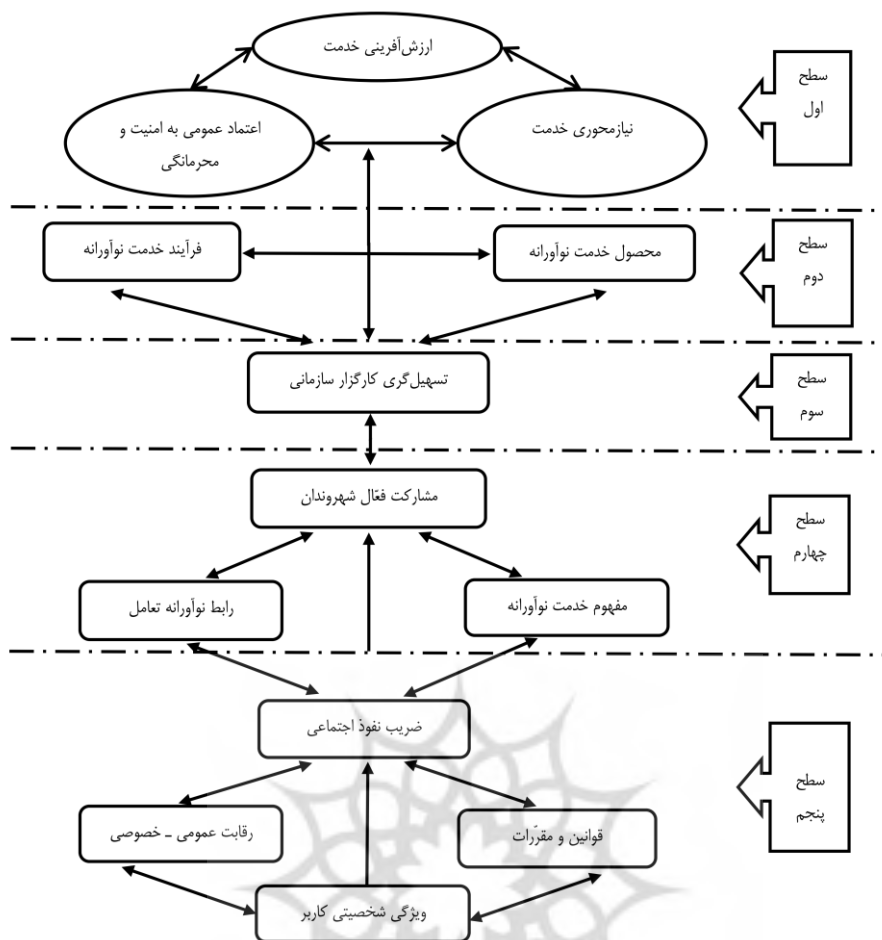 ارزش‌آفرینی خدمت
سطح
اول
نیازمحوری خدمت
اعتماد عمومی به امنیت و
محرمانگی
سطح
دوم
محصول خدمت نوآورانه
فرآیند خدمت نوآورانه
سطح
سوم
تسهیل‌گری کارگزار سازمانی
سطح
چهارم
مشارکت فعّال شهروندان
مفهوم خدمت نوآورانه
رابط نوآورانه تعامل
ضریب نفوذ اجتماعی
سطح
پنجم
قوانین و مقرّرات
رقابت عمومی ـ خصوصی
ویژگی شخصیتی کاربر